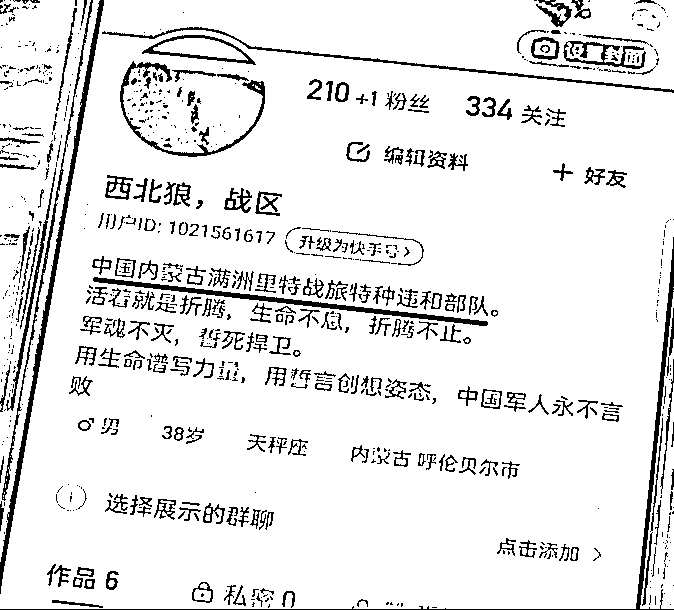 设置封面
210 +1 粉丝 334 关注
编辑资料 + 好友
西北狼，战区
用户ID: 1021561617 升级为快手号>
中国内蒙古满洲里特战旅特种违和部队。
活着就是折腾，生命不息，折腾不止。
军魂不灭，誓死捍卫。
用生命谱写力量，用誓言创想姿态，中国军人永不言
败
♂ 男 38岁 天秤座 内蒙古 呼伦贝尔市
选择展示的群聊
点击添加 >
作品 6 私密 0